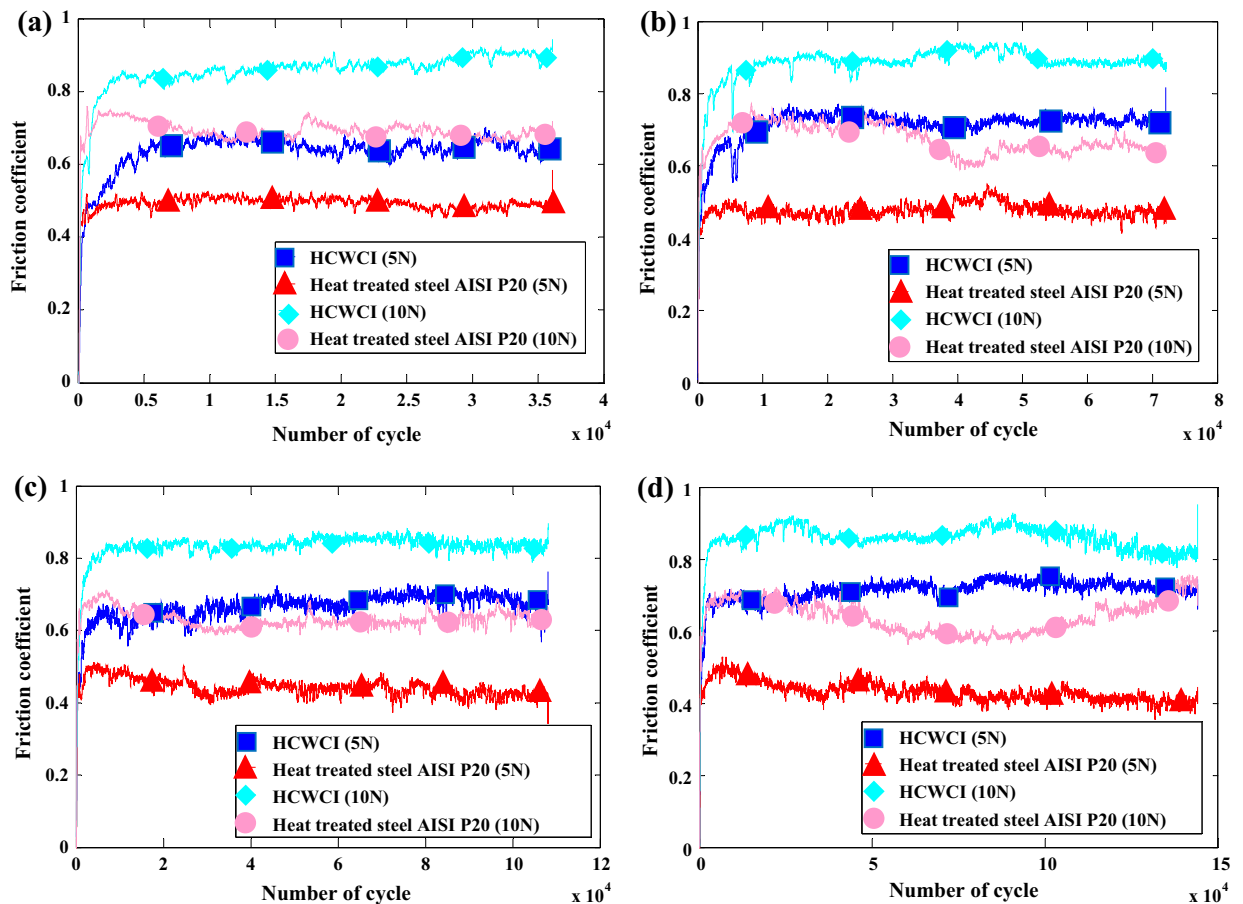 (a)
Friction coefficient
1
0.8
0.6
0.4
0.2
0
0 0.5 1 1.5 2 2.5 3 3.5 4
Number of cycle
x 10^4
HCWCI (5N)
Heat treated steel AISI P20 (5N)
HCWCI (10N)
Heat treated steel AISI P20 (10N)
(b)
Friction coefficient
1
0.8
0.6
0.4
0.2
0
0 1 2 3 4 5 6 7 8
Number of cycle
x 10^4
HCWCI (5N)
Heat treated steel AISI P20 (5N)
HCWCI (10N)
Heat treated steel AISI P20 (10N)
(c)
Friction coefficient
1
0.8
0.6
0.4
0.2
0
0 2 4 6 8 10 12
Number of cycle
x 10^4
HCWCI (5N)
Heat treated steel AISI P20 (5N)
HCWCI (10N)
Heat treated steel AISI P20 (10N)
(d)
Friction coefficient
1
0.8
0.6
0.4
0.2
0
0 5 10 15
Number of cycle
x 10^4
HCWCI (5N)
Heat treated steel AISI P20 (5N)
HCWCI (10N)
Heat treated steel AISI P20 (10N)